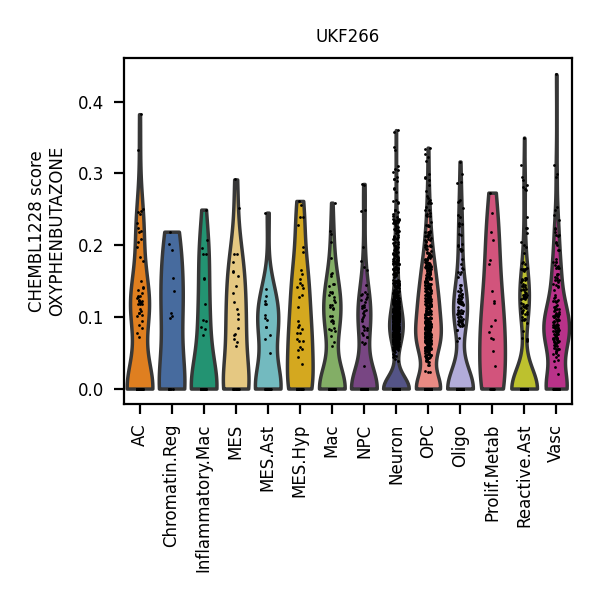 UKF266
CHEMBL1228 score
OXYPHENBUTAZONE
0.4
0.3
0.2
0.1
0.0
AC
Chromatin.Reg
Inflammatory.Mac
MES
MES.Ast
MES.Hyp
Mac
NPC
Neuron
OPC
Oligo
Prolif.Metab
Reactive.Ast
Vasc